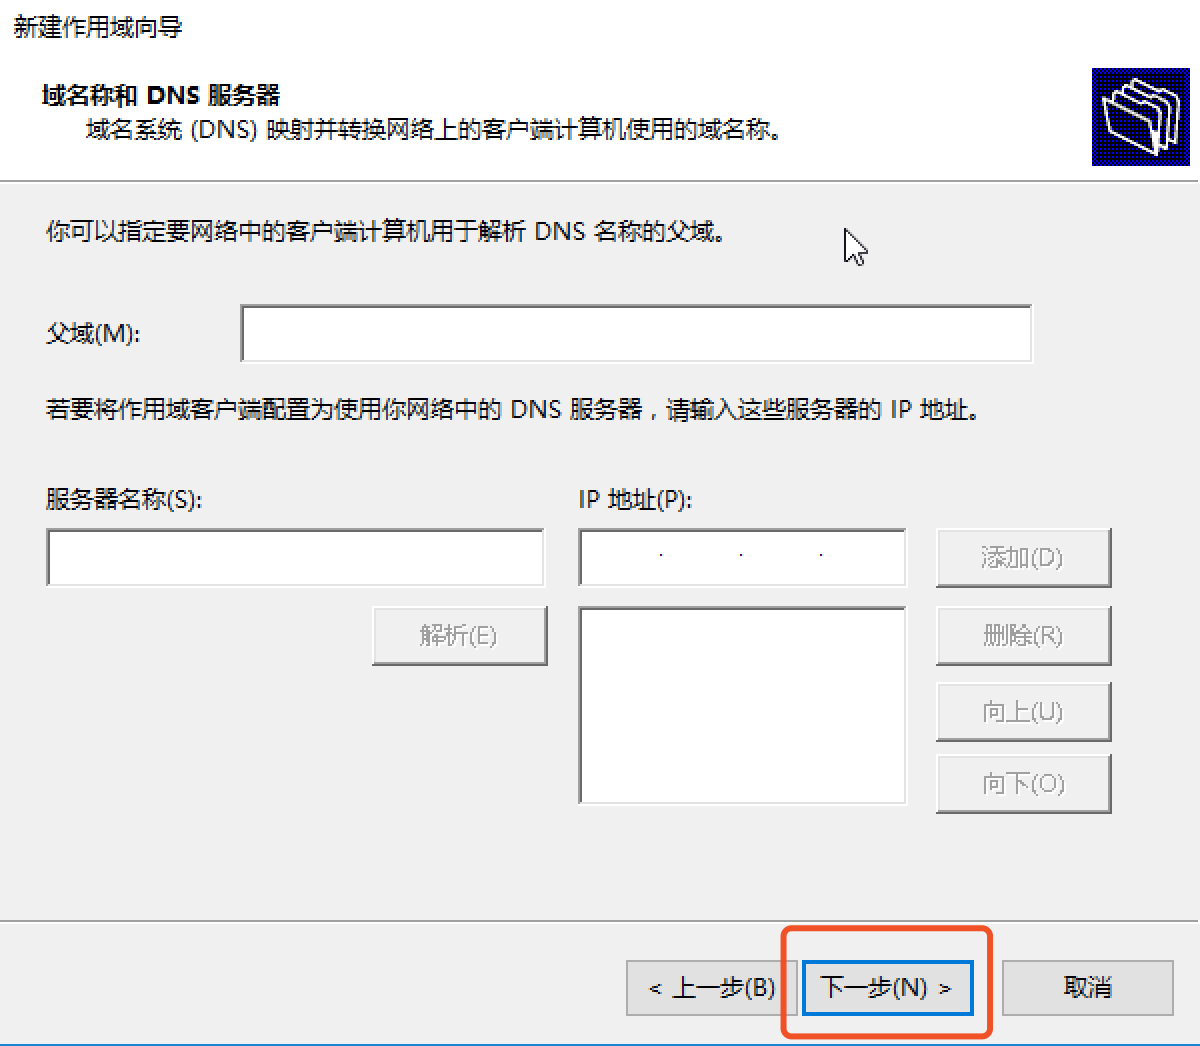 新建作用域向导
域名称和 DNS 服务器
域名系统 (DNS) 映射并转换网络上的客户端计算机使用的域名称。
你可以指定要网络中的客户端计算机用于解析 DNS 名称的父域。
父域(M):
若要将作用域客户端配置为使用你网络中的 DNS 服务器，请输入这些服务器的 IP 地址。
服务器名称(S):
IP 地址(P):
添加(D)
解析(E)
删除(R)
向上(U)
向下(O)
< 上一步(B)
下一步(N) >
取消